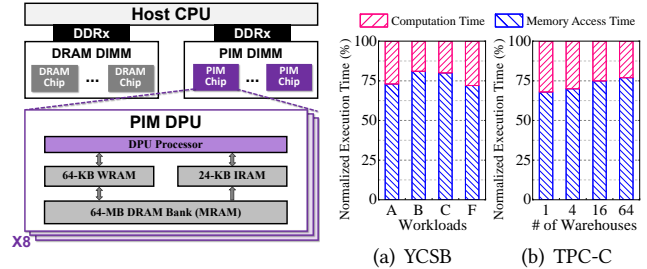 Host CPU
DDRx
DDRx
DRAM DIMM
PIM DIMM
DRAM
Chip
...
DRAM
Chip
PIM
Chip
...
PIM
Chip
PIM DPU
DPU Processor
64-KB WRAM
24-KB IRAM
64-MB DRAM Bank (MRAM)
X8
Computation Time
Memory Access Time
Normalized Execution Time (%)
100
75
50
25
0
A B C F
Workloads
(a) YCSB
Normalized Execution Time (%)
100
75
50
25
0
1 4 16 64
# of Warehouses
(b) TPC-C